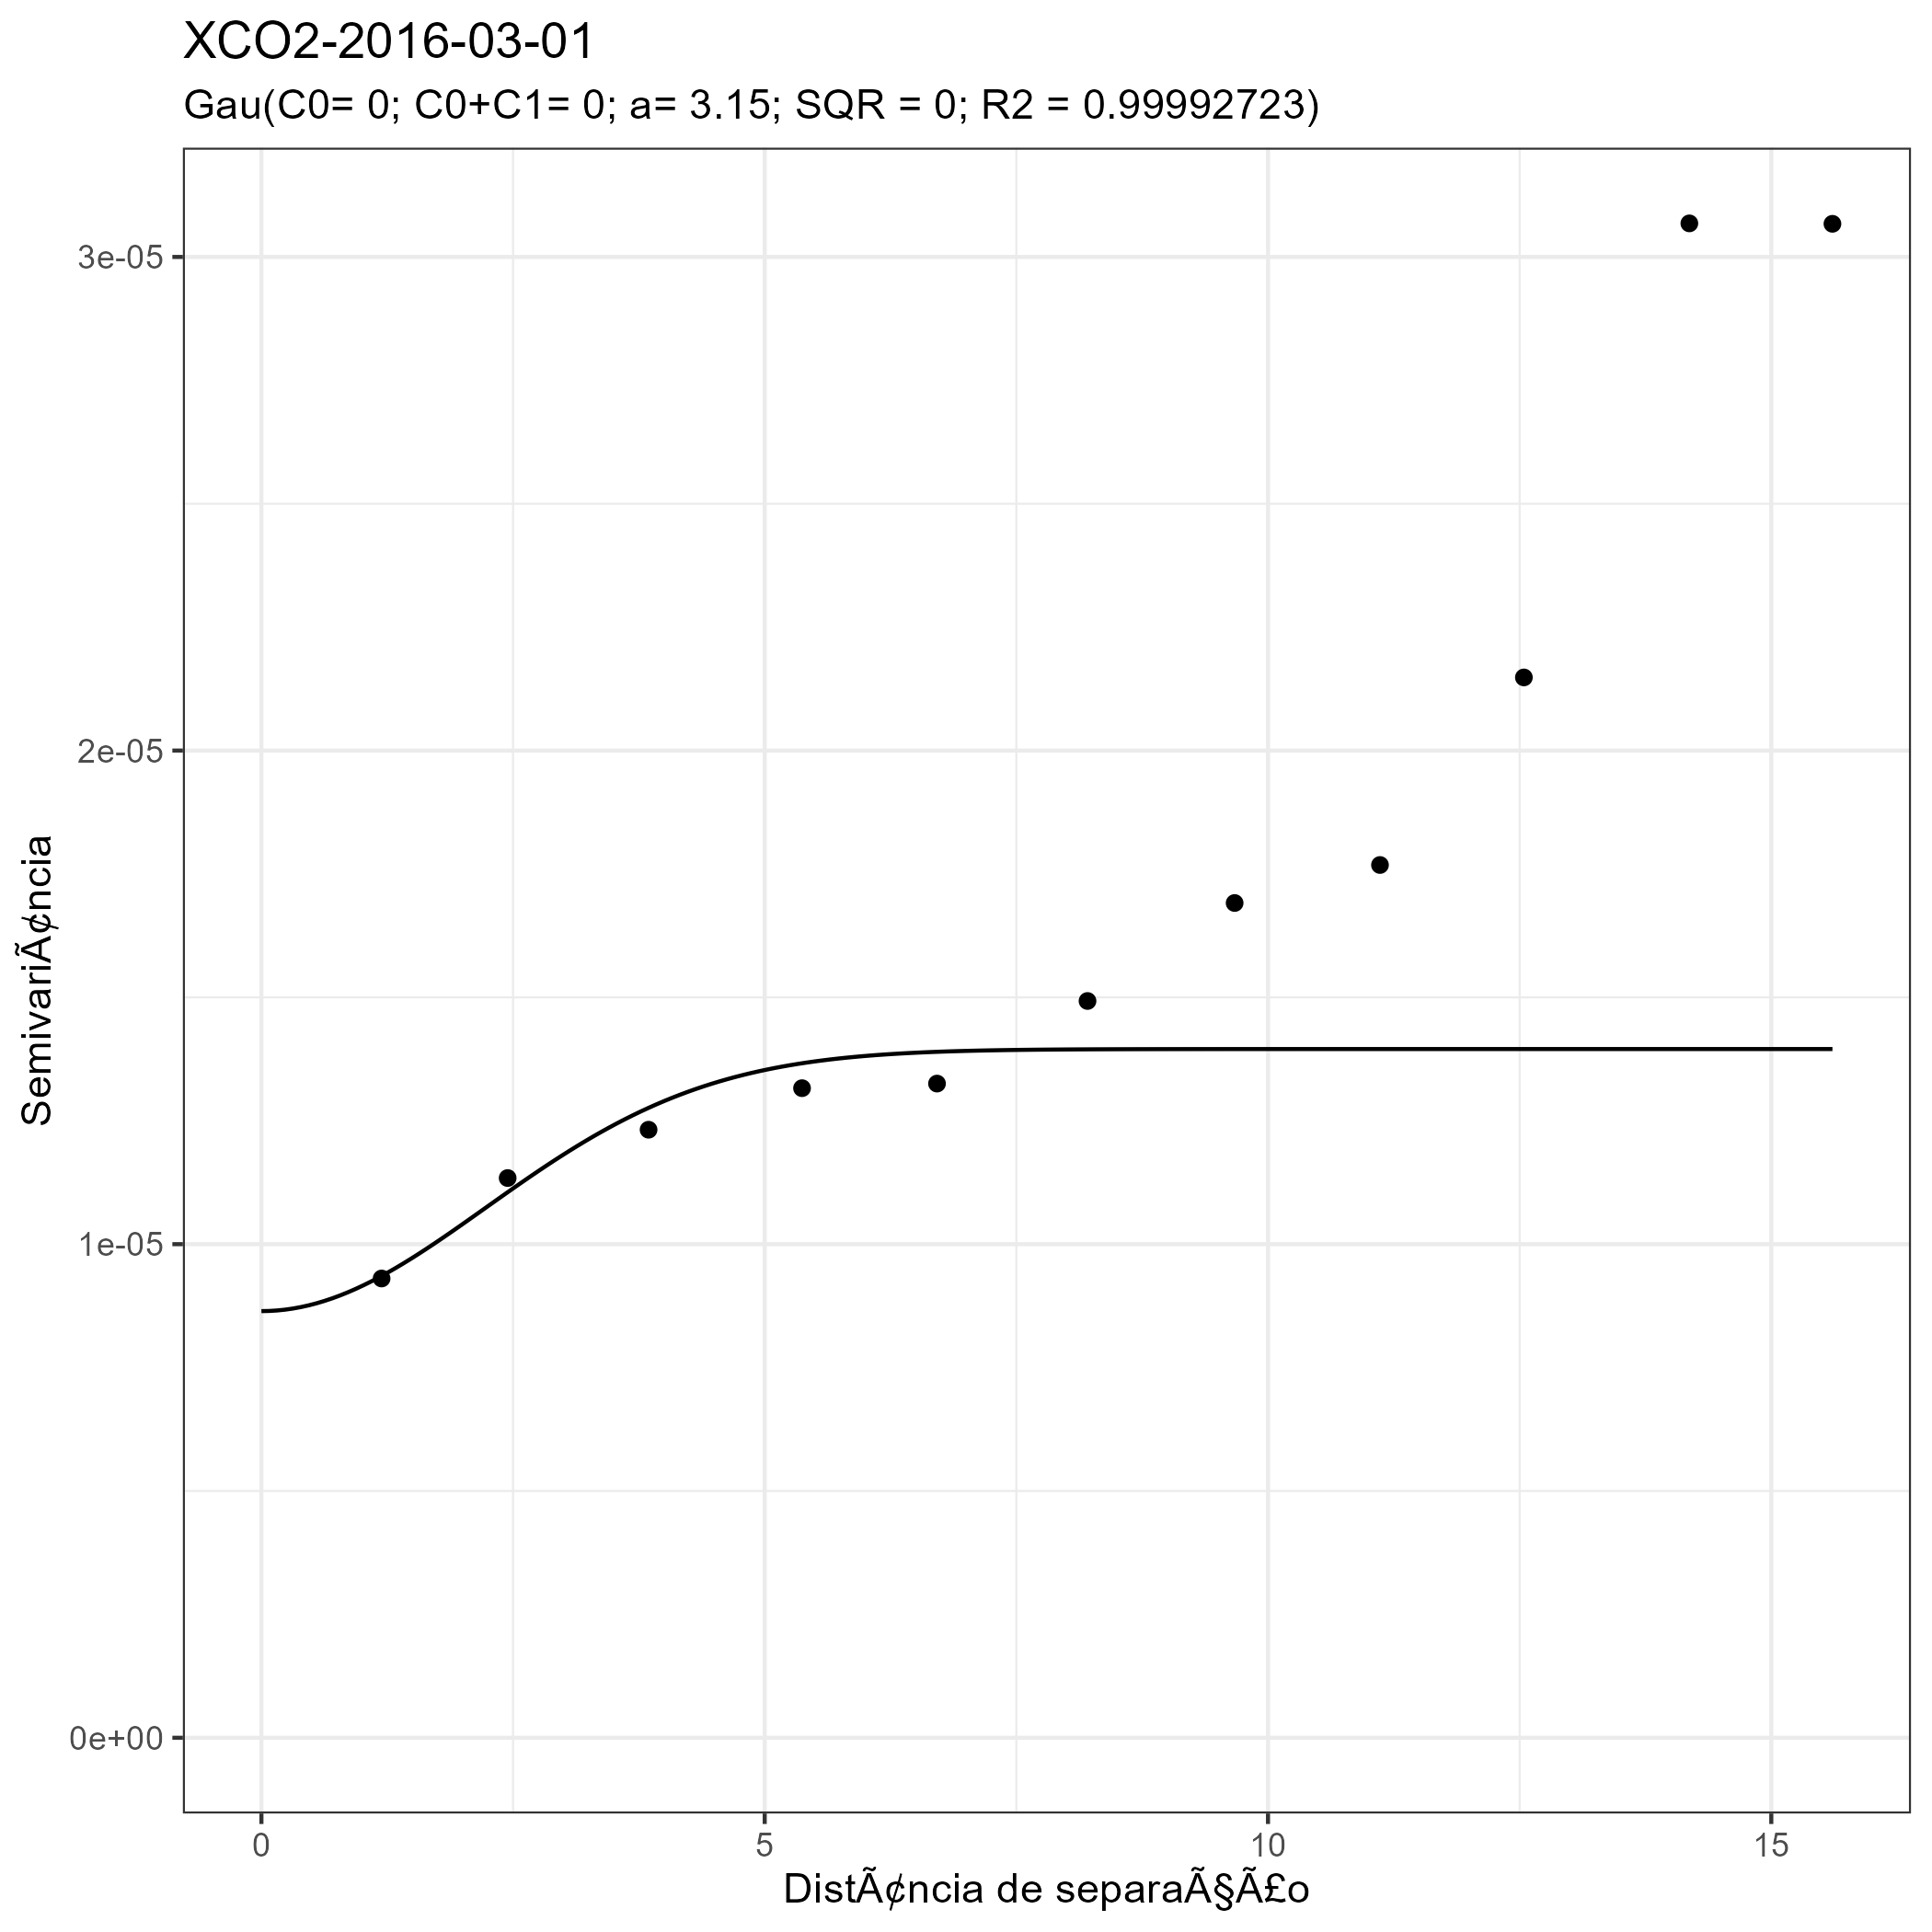 XCO2-2016-03-01
Gau(C0= 0; C0+C1= 0; a= 3.15; SQR = 0; R2 = 0.99992723)
SemivariÃ¢ncia
3e-05
2e-05
1e-05
0e+00
0 5 10 15
DistÃ¢ncia de separaÃ§Ã£o